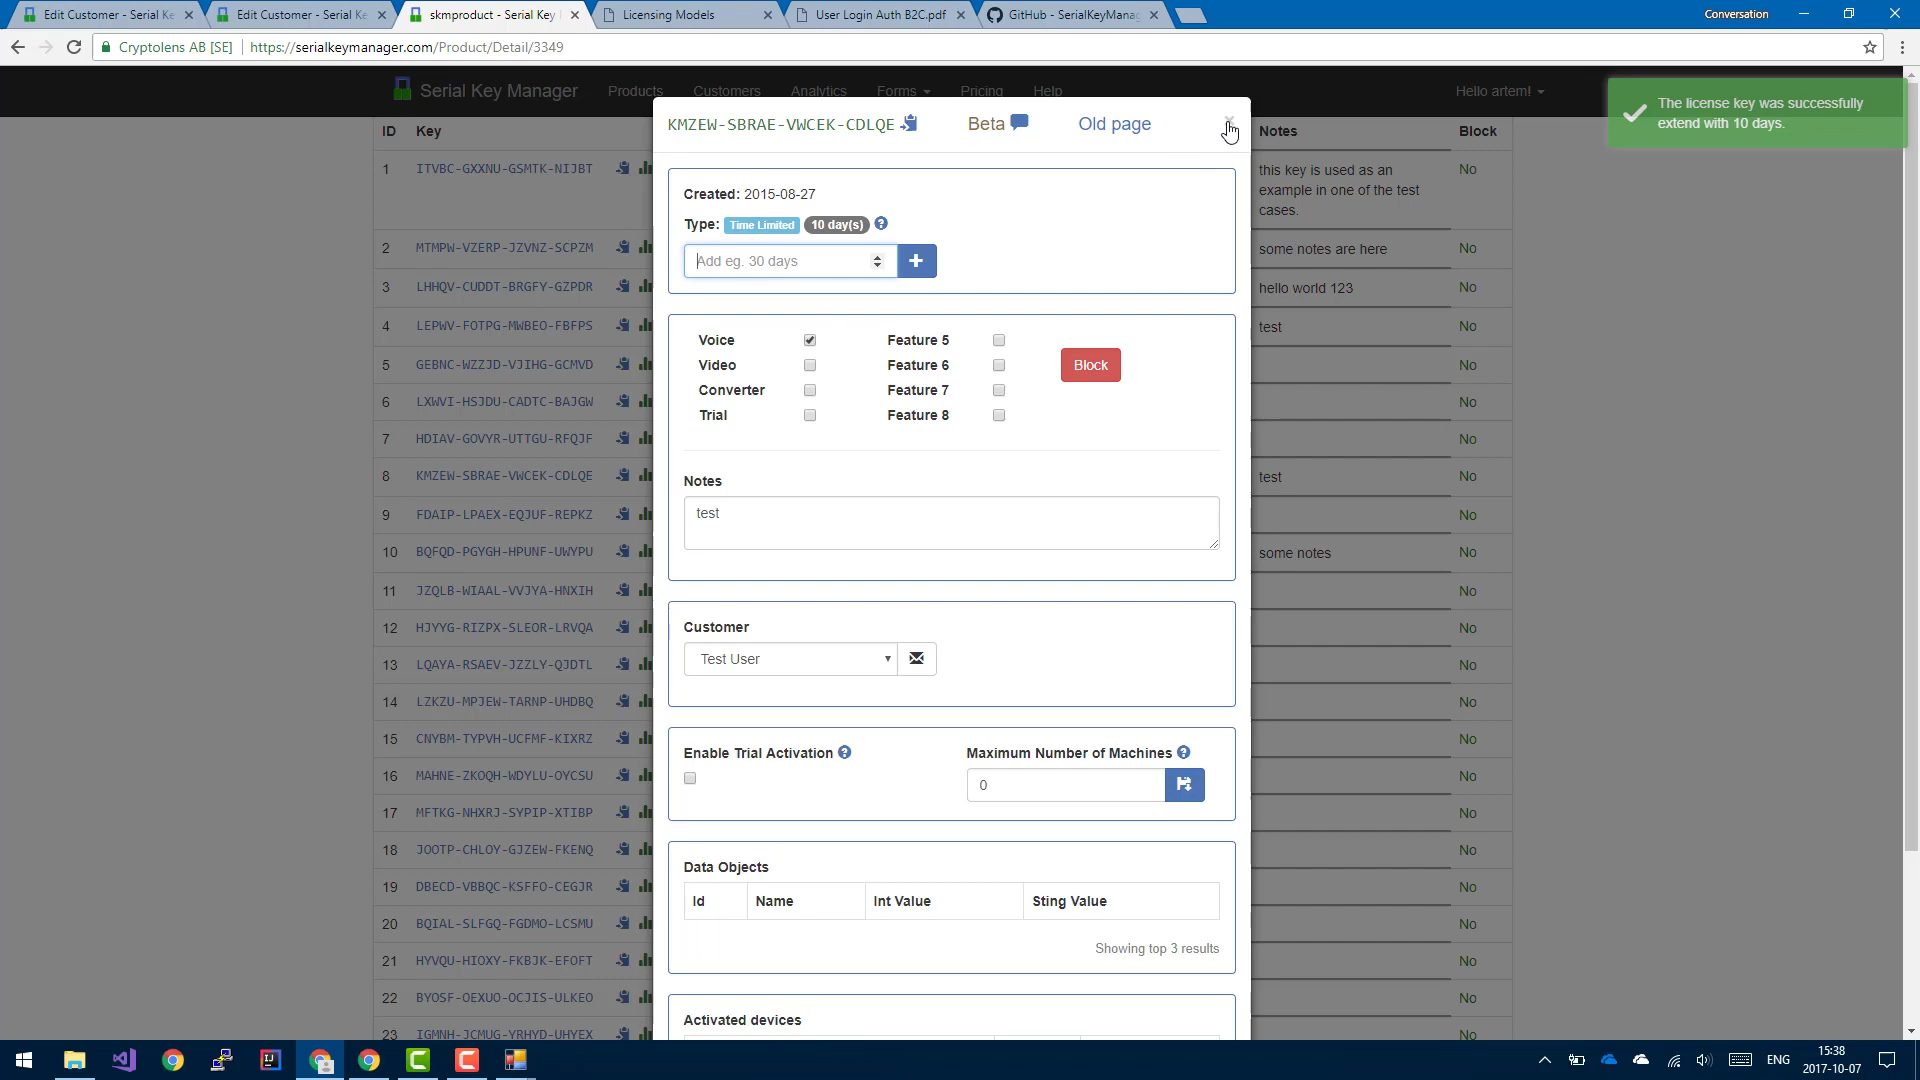 Edit Customer - Serial Ke
Edit Customer - Serial Ke
skmproduct - Serial Key
Licensing Models
User Login Auth B2C.pdf
GitHub - SerialKeyManag
Conversation
Cryptolens AB [SE]
https://serialkeymanager.com/Product/Detail/3349
Serial Key Manager
Products
Customers
Analytics
Forms
Pricing
Help
Hello artem!
The license key was successfully
extend with 10 days.
KMZEW-SBRAE-VWCEK-CDLQE
Beta
Old page
Created: 2015-08-27
Type: Time Limited 10 day(s)
Add eg. 30 days
Voice
Feature 5
Video
Feature 6
Converter
Feature 7
Trial
Feature 8
Block
Notes
test
Customer
Test User
Enable Trial Activation
Maximum Number of Machines
0
Data Objects
Id Name Int Value Sting Value
Showing top 3 results
Activated devices
ID Key Notes Block
1 ITVBC-GXXNU-GSMTK-NIJBT this key is used as an No
example in one of the test
cases.
2 MTMPW-VZERP-JZVNZ-SCPZM some notes are here No
3 LHHQV-CUDDT-BRGFY-GZPDR hello world 123 No
4 LEPWV-FOTPG-MWBEO-FBFPS test No
5 GEBNC-WZZJD-VJIHG-GCMVD No
6 LXWVI-HSJDU-CADTC-BAJGW No
7 HDIAV-GOVYR-UTTGU-RFQJF No
8 KMZEW-SBRAE-VWCEK-CDLQE test No
9 FDAIP-LPAEX-EQJUF-REPKZ No
10 BQFQD-PGYGH-HPUNF-UWYPU some notes No
11 JZQLB-WIAAL-VVJYA-HNXIH No
12 HJYYG-RIZPX-SLEOR-LRVQA No
13 LQAYA-RSAEV-JZZLY-QJDTL No
14 LZKZU-MPJEW-TARNP-UHDBQ No
15 CNYBM-TYPVH-UCFMF-KIXRZ No
16 MAHNE-ZKOQH-WDYLU-OYCSU No
17 MFTKG-NHXRJ-SYPIP-XTIBP No
18 JOOTP-CHLOY-GJZEW-FKENQ No
19 DBECD-VBBQC-KSFFO-CEGJR No
20 BQIAL-SLFGQ-FGDMO-LCSMU No
21 HYVQU-HIOXY-FKBJK-EFOFT No
22 BYOSF-OEXUO-OCJIS-ULKEO No
23 IGMNH-JCMUG-YRHYD-UHYEX No
ENG
15:38
2017-10-07